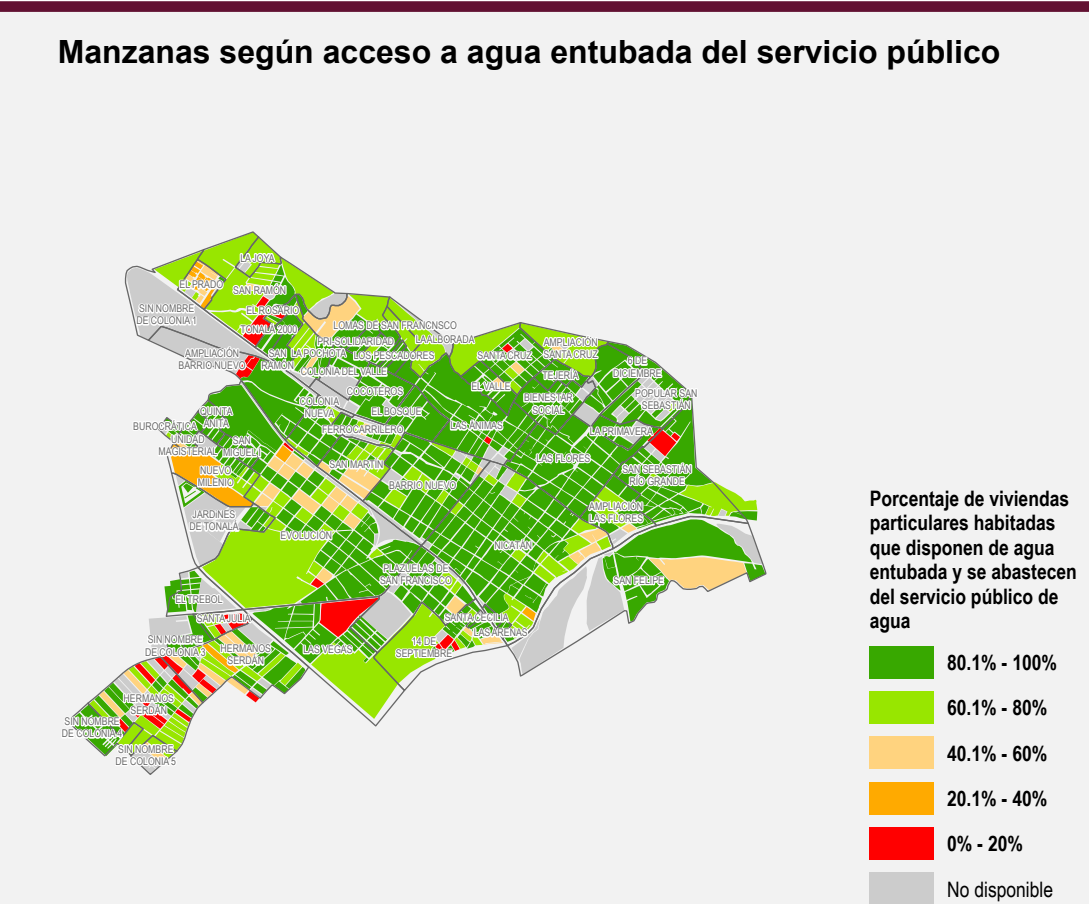 Manzanas según acceso a agua entubada del servicio público
LA JOYA
EL PRADO
SAN RAMÓN
SIN NOMBRE
DE COLONIA 1
EL ROSARIO
TONALÁ 2000
LOMAS DE SAN FRANCNSCO
PRI-SOLIDARIDAD
LA ALBORADA
AMPLIACIÓN
BARRIO NUEVO
SAN
RAMÓN
LA POCHOTA
LOS PESCADORES
COLONIA DEL VALLE
SANTA CRUZ
AMPLIACIÓN
SANTA CRUZ
6 DE
DICIEMBRE
TEJERÍA
EL VALLE
COCOTEROS
COLONIA
NUEVA
EL BOSQUE
BIENESTAR
SOCIAL
POPULAR SAN
SEBASTIÁN
QUINTA
ANITA
BUROCRÁTICA
FERROCARRILERO
LAS ÁNIMAS
LA PRIMAVERA
UNIDAD
MAGISTERIAL
SAN
MIGUEL I
SAN MARTÍN
LAS FLORES
NUEVO
MILENIO
BARRIO NUEVO
SAN SEBASTIÁN
RÍO GRANDE
JARDINES
DE TONALÁ
EVOLUCIÓN
AMPLIACIÓN
LAS FLORES
NICATÁN
PLAZUELAS DE
SAN FRANCISCO
SAN FELIPE
EL TREBOL
SANTA JULIA
SANTA CECILIA
LAS ARENAS
SIN NOMBRE
DE COLONIA 3
HERMANOS
SERDÁN
LAS VEGAS
14 DE
SEPTIEMBRE
HERMANOS
SERDÁN
SIN NOMBRE
DE COLONIA 4
SIN NOMBRE
DE COLONIA 5
Porcentaje de viviendas
particulares habitadas
que disponen de agua
entubada y se abastecen
del servicio público de
agua
80.1% - 100%
60.1% - 80%
40.1% - 60%
20.1% - 40%
0% - 20%
No disponible